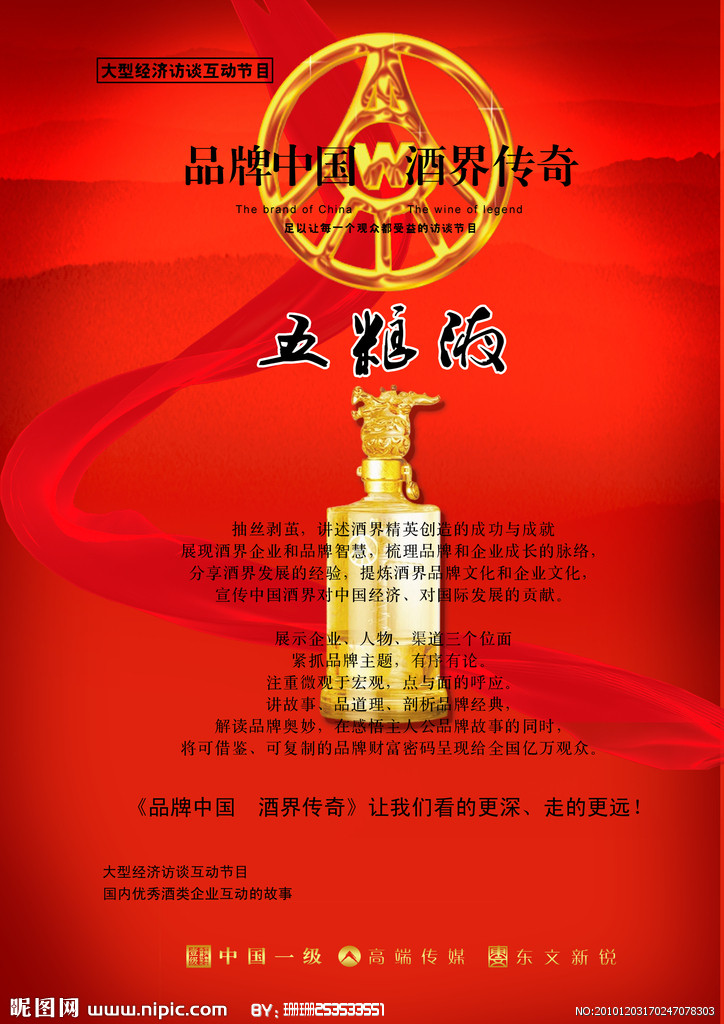 大型经济访谈互动节目
品牌中国 酒界传奇
The brand of China The wine of legend
足以让每一个观众都受益的访谈节目
五粮液
抽丝剥茧，讲述酒界精英创造的成功与成就
展现酒界企业和品牌智慧，梳理品牌和企业成长的脉络，
分享酒界发展的经验，提炼酒界品牌文化和企业文化，
宣传中国酒界对中国经济、对国际发展的贡献。
展示企业、人物、渠道三个位面
紧抓品牌主题，有序有论。
注重微观于宏观，点与面的呼应。
讲故事、品道理、剖析品牌经典，
解读品牌奥妙，在感悟主人公品牌故事的同时，
将可借鉴、可复制的品牌财富密码呈现给全国亿万观众。
《品牌中国 酒界传奇》让我们看的更深、走的更远！
大型经济访谈互动节目
国内优秀酒类企业互动的故事
中国一级 高端传媒 东文新锐
昵图网 www.nipic.com BY：珊珊253533551 NO:20101203170247078303